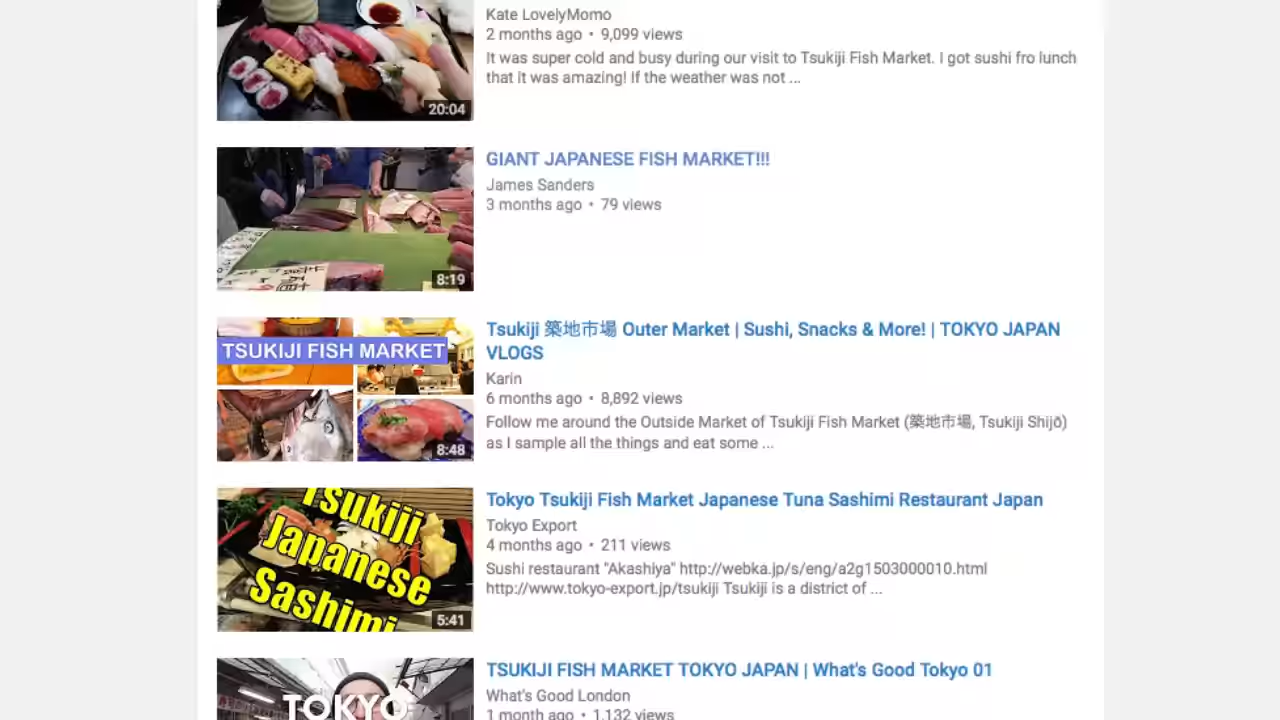 Kate LovelyMomo
2 months ago • 9,099 views
It was super cold and busy during our visit to Tsukiji Fish Market. I got sushi fro lunch
that it was amazing! If the weather was not ...
20:04
GIANT JAPANESE FISH MARKET!!!
James Sanders
3 months ago • 79 views
8:19
TSUKIJI FISH MARKET
8:48
Tsukiji 築地市場 Outer Market | Sushi, Snacks & More! | TOKYO JAPAN
VLOGS
Karin
6 months ago • 8,892 views
Follow me around the Outside Market of Tsukiji Fish Market (築地市場, Tsukiji Shijō)
as I sample all the things and eat some ...
Tsukiji
Japanese
Sashimi
5:41
Tokyo Tsukiji Fish Market Japanese Tuna Sashimi Restaurant Japan
Tokyo Export
4 months ago • 211 views
Sushi restaurant "Akashiya" http://webka.jp/s/eng/a2g1503000010.html
http://www.tokyo-export.jp/tsukiji Tsukiji is a district of ...
TOKYO
TSUKIJI FISH MARKET TOKYO JAPAN | What's Good Tokyo 01
What's Good London
1 month ago • 1,132 views